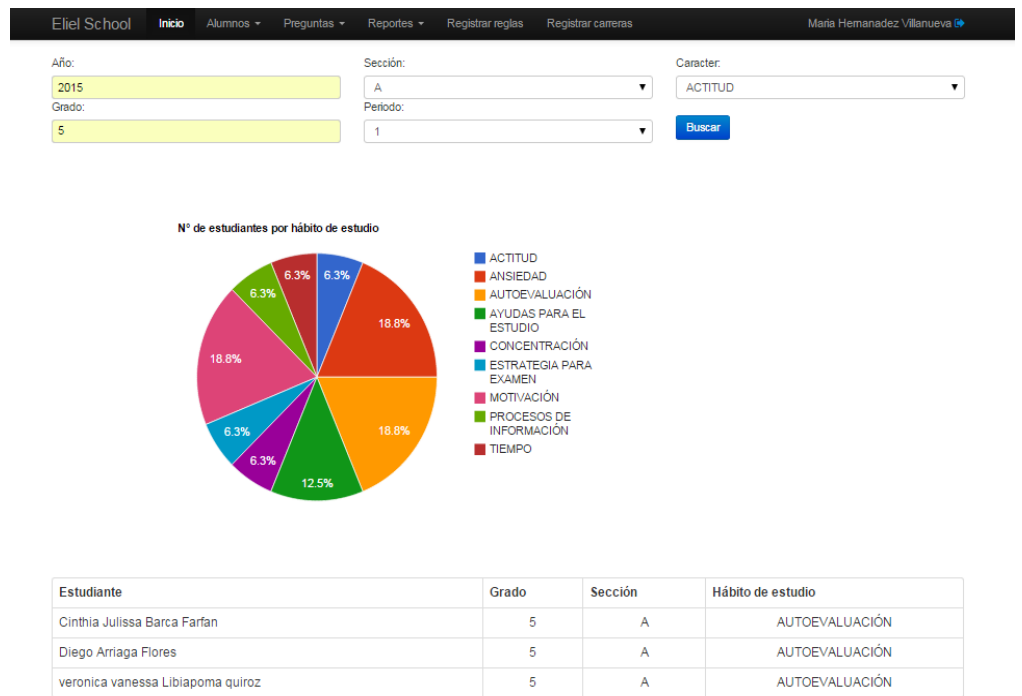 Eliel School Inicio Alumnos Preguntas Reportes Registrar reglas Registrar carreras Maria Hernanadez Villanueva
Año: Sección: Caracter:
2015 A ACTITUD
Grado: Periodo:
5 1 Buscar
N° de estudiantes por hábito de estudio
6.3% 6.3%
6.3%
18.8%
18.8%
6.3% 18.8%
6.3%
12.5%
ACTITUD
ANSIEDAD
AUTOEVALUACIÓN
AYUDAS PARA EL
ESTUDIO
CONCENTRACIÓN
ESTRATEGIA PARA
EXAMEN
MOTIVACIÓN
PROCESOS DE
INFORMACIÓN
TIEMPO
Estudiante Grado Sección Hábito de estudio
Cinthia Julissa Barca Farfan 5 A AUTOEVALUACIÓN
Diego Arriaga Flores 5 A AUTOEVALUACIÓN
veronica vanessa Libiapoma quiroz 5 A AUTOEVALUACIÓN